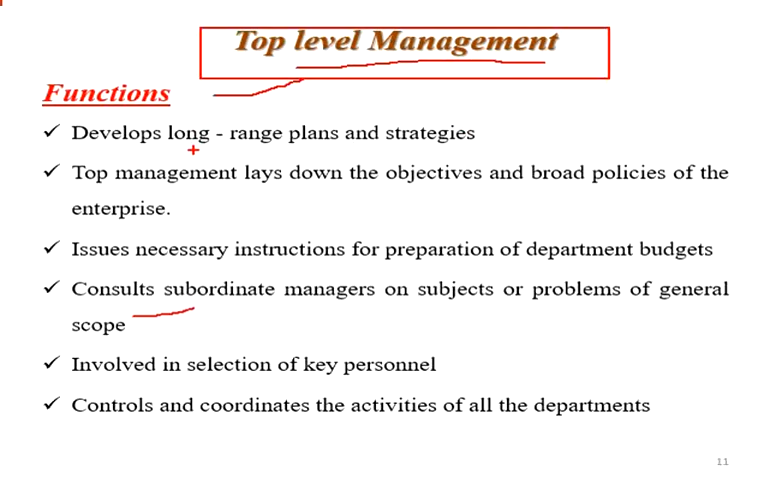 Top level Management
Functions
✓ Develops long - range plans and strategies
✓ Top management lays down the objectives and broad policies of the
enterprise.
✓ Issues necessary instructions for preparation of department budgets
✓ Consults subordinate managers on subjects or problems of general
scope
✓ Involved in selection of key personnel
✓ Controls and coordinates the activities of all the departments
11